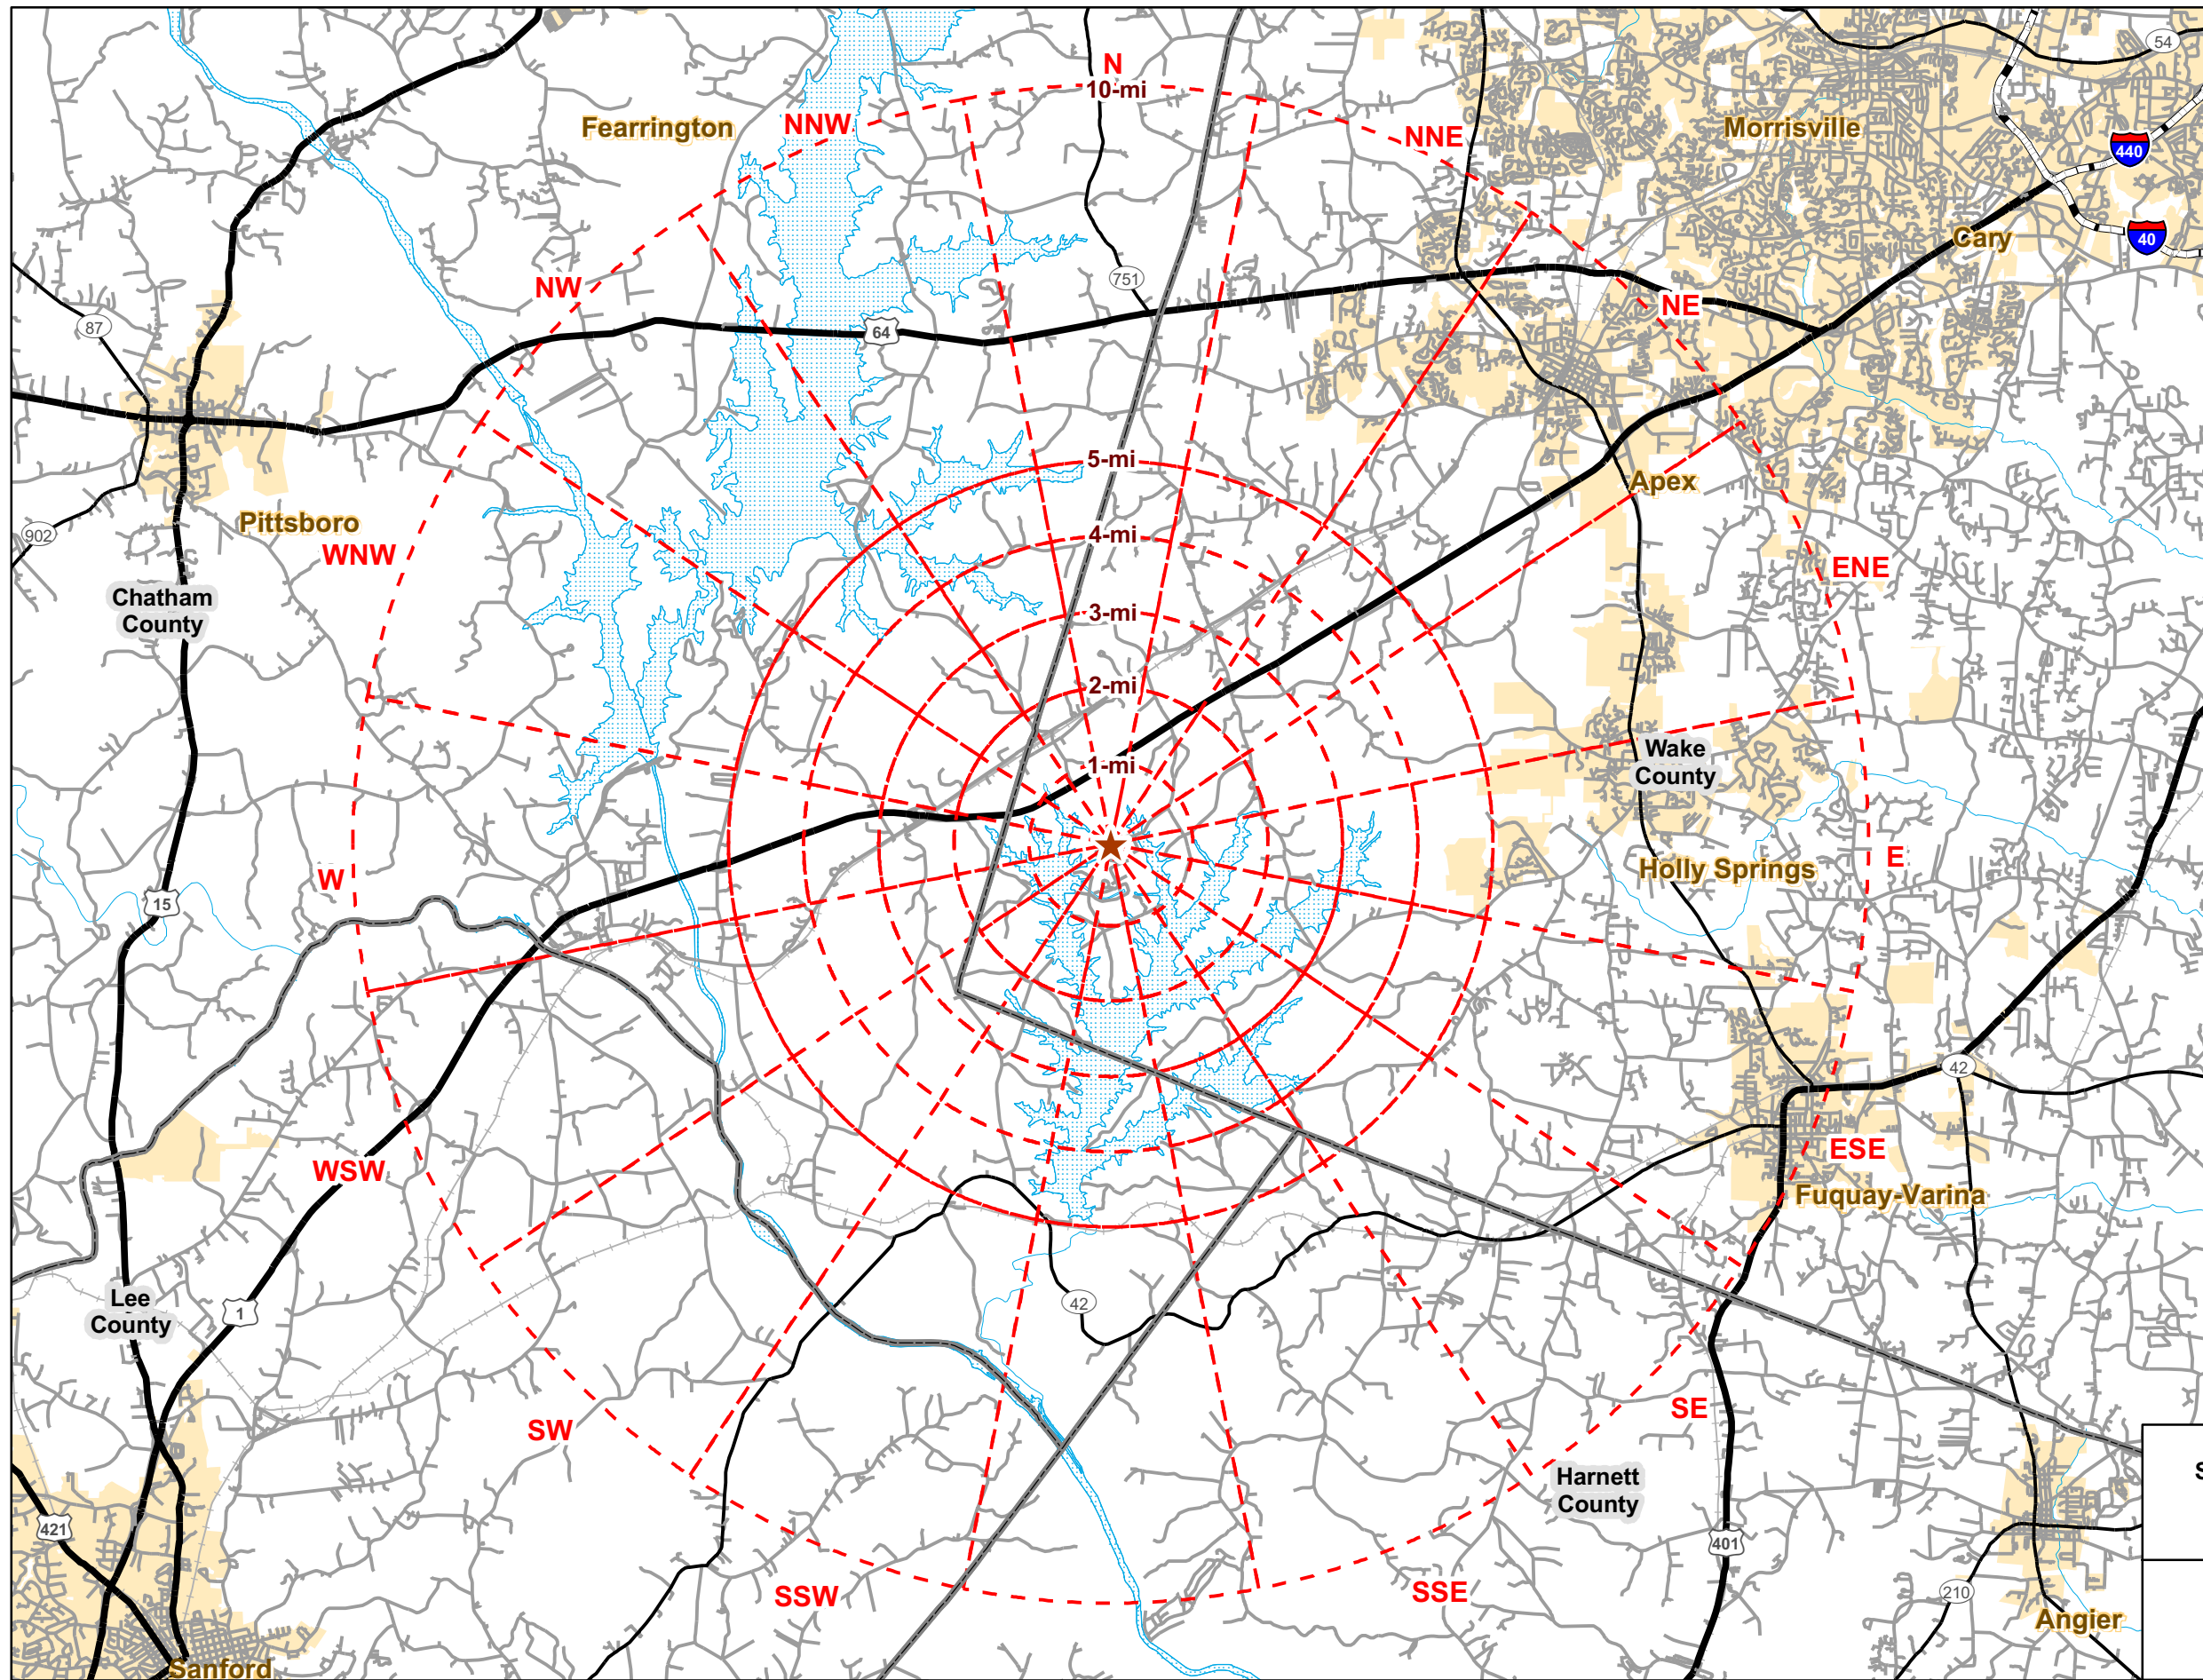 54
N
10-mi
NNW
Fearrington
NNE
Morrisville
440
Cary
40
751
NW
NE
87
64
5-mi
Apex
Pittsboro
902
4-mi
WNW
ENE
Chatham
County
3-mi
2-mi
Wake
County
1-mi
W
E
Holly Springs
15
42
ESE
WSW
Fuquay-Varina
Lee
County
1
42
SE
SW
Harnett
County
S
421
401
SSW
SSE
210
Angier
Sanford